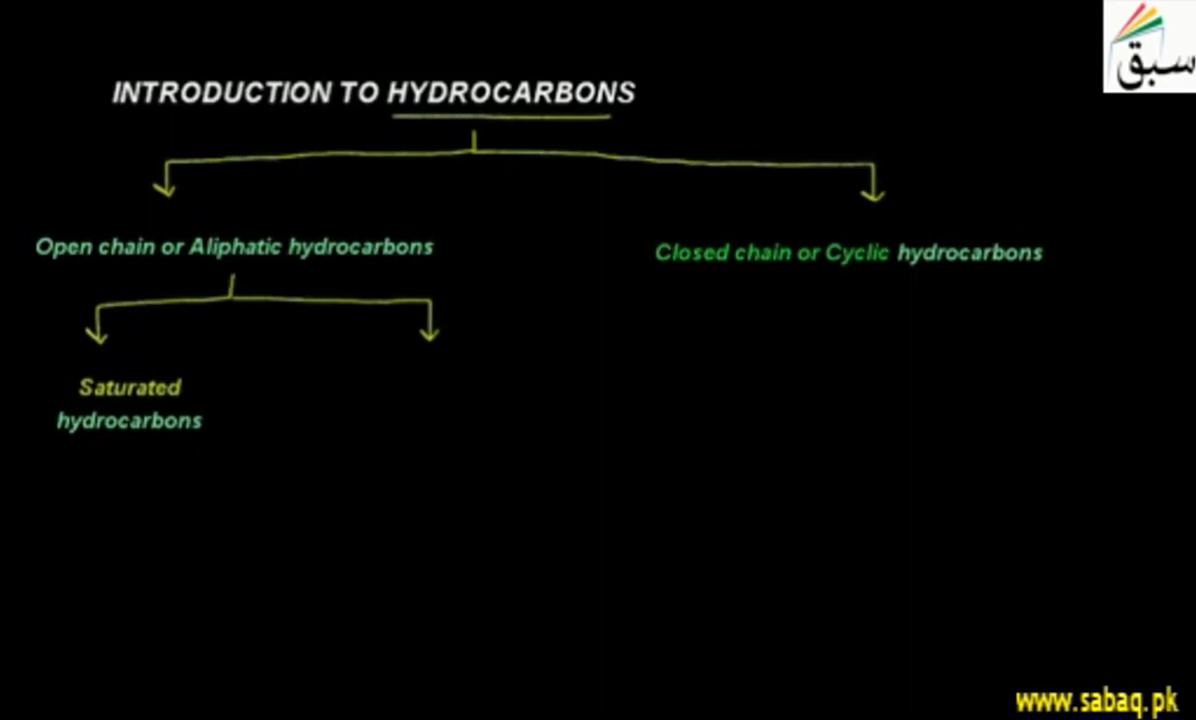 سبق
INTRODUCTION TO HYDROCARBONS
Open chain or Aliphatic hydrocarbons
Closed chain or Cyclic hydrocarbons
Saturated
hydrocarbons
www.sabaq.pk